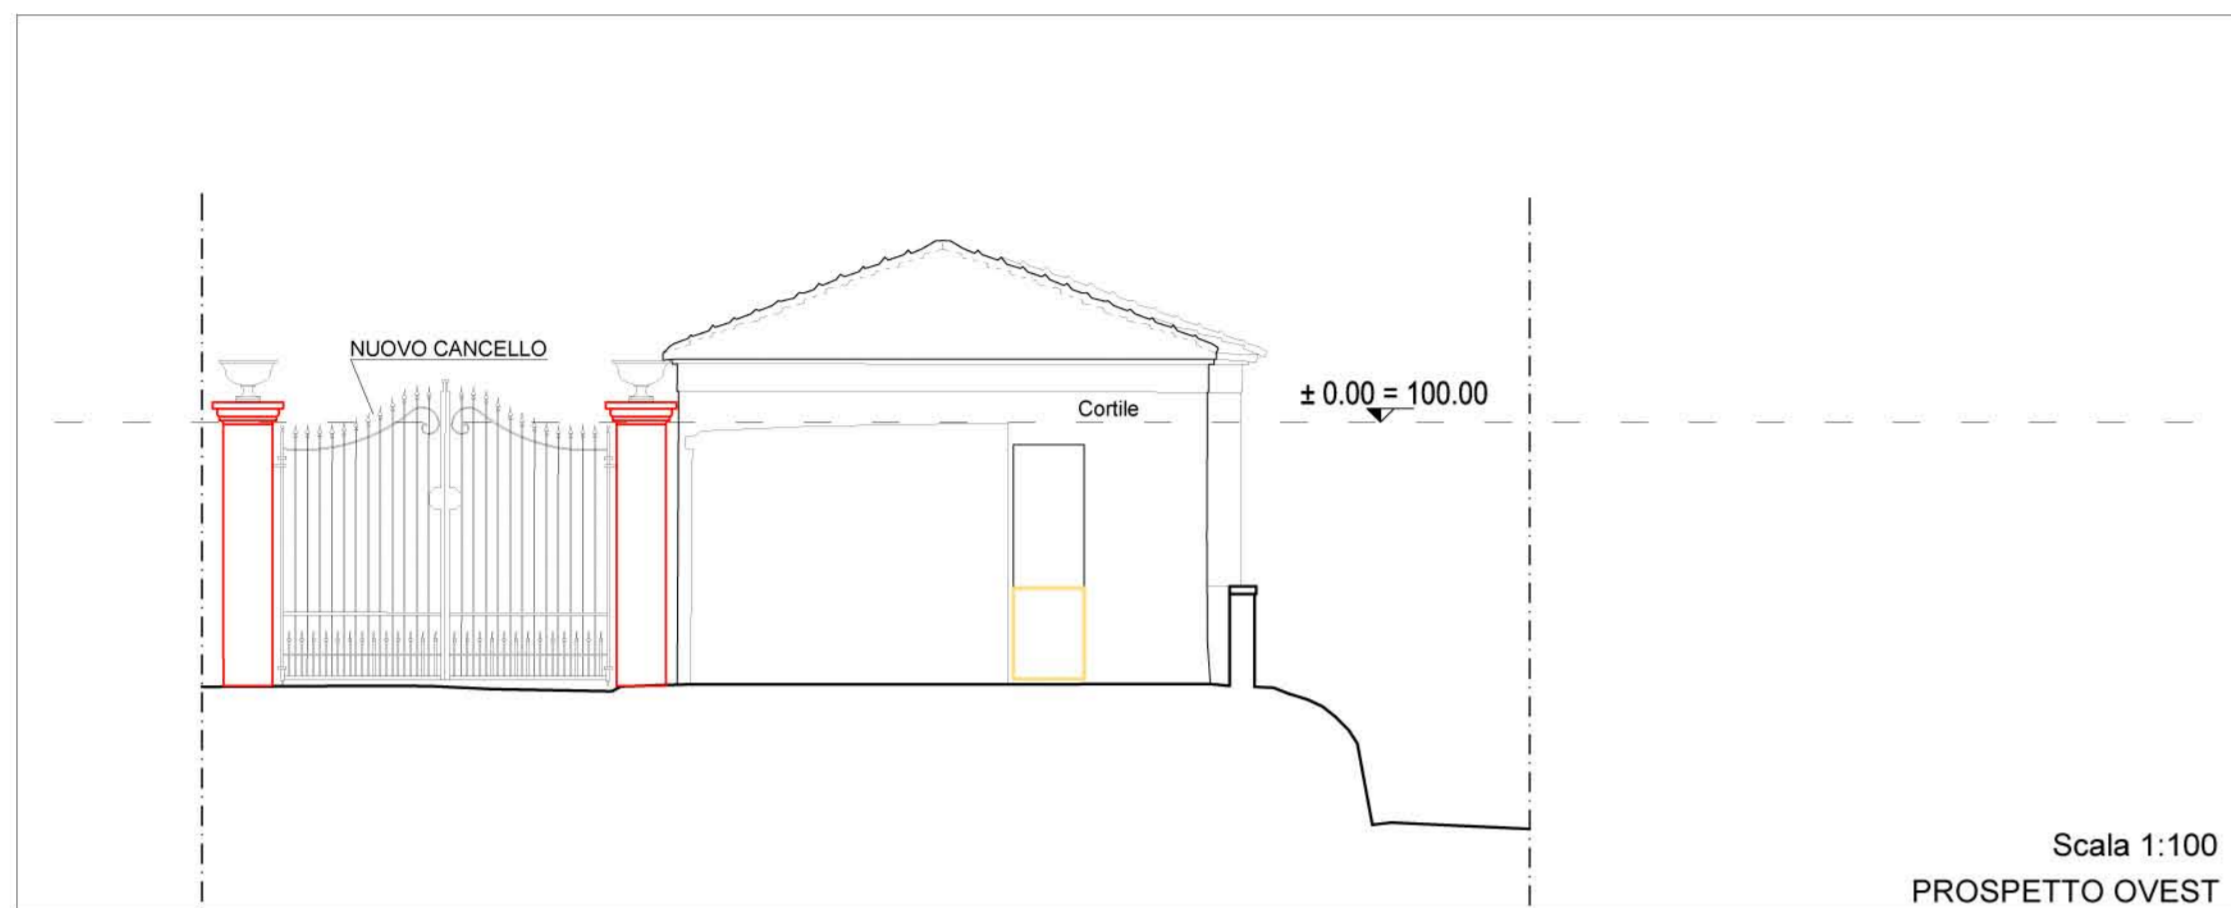 NUOVO CANCELLO
± 0.00 = 100.00
Cortile
Scala 1:100
PROSPETTO OVEST